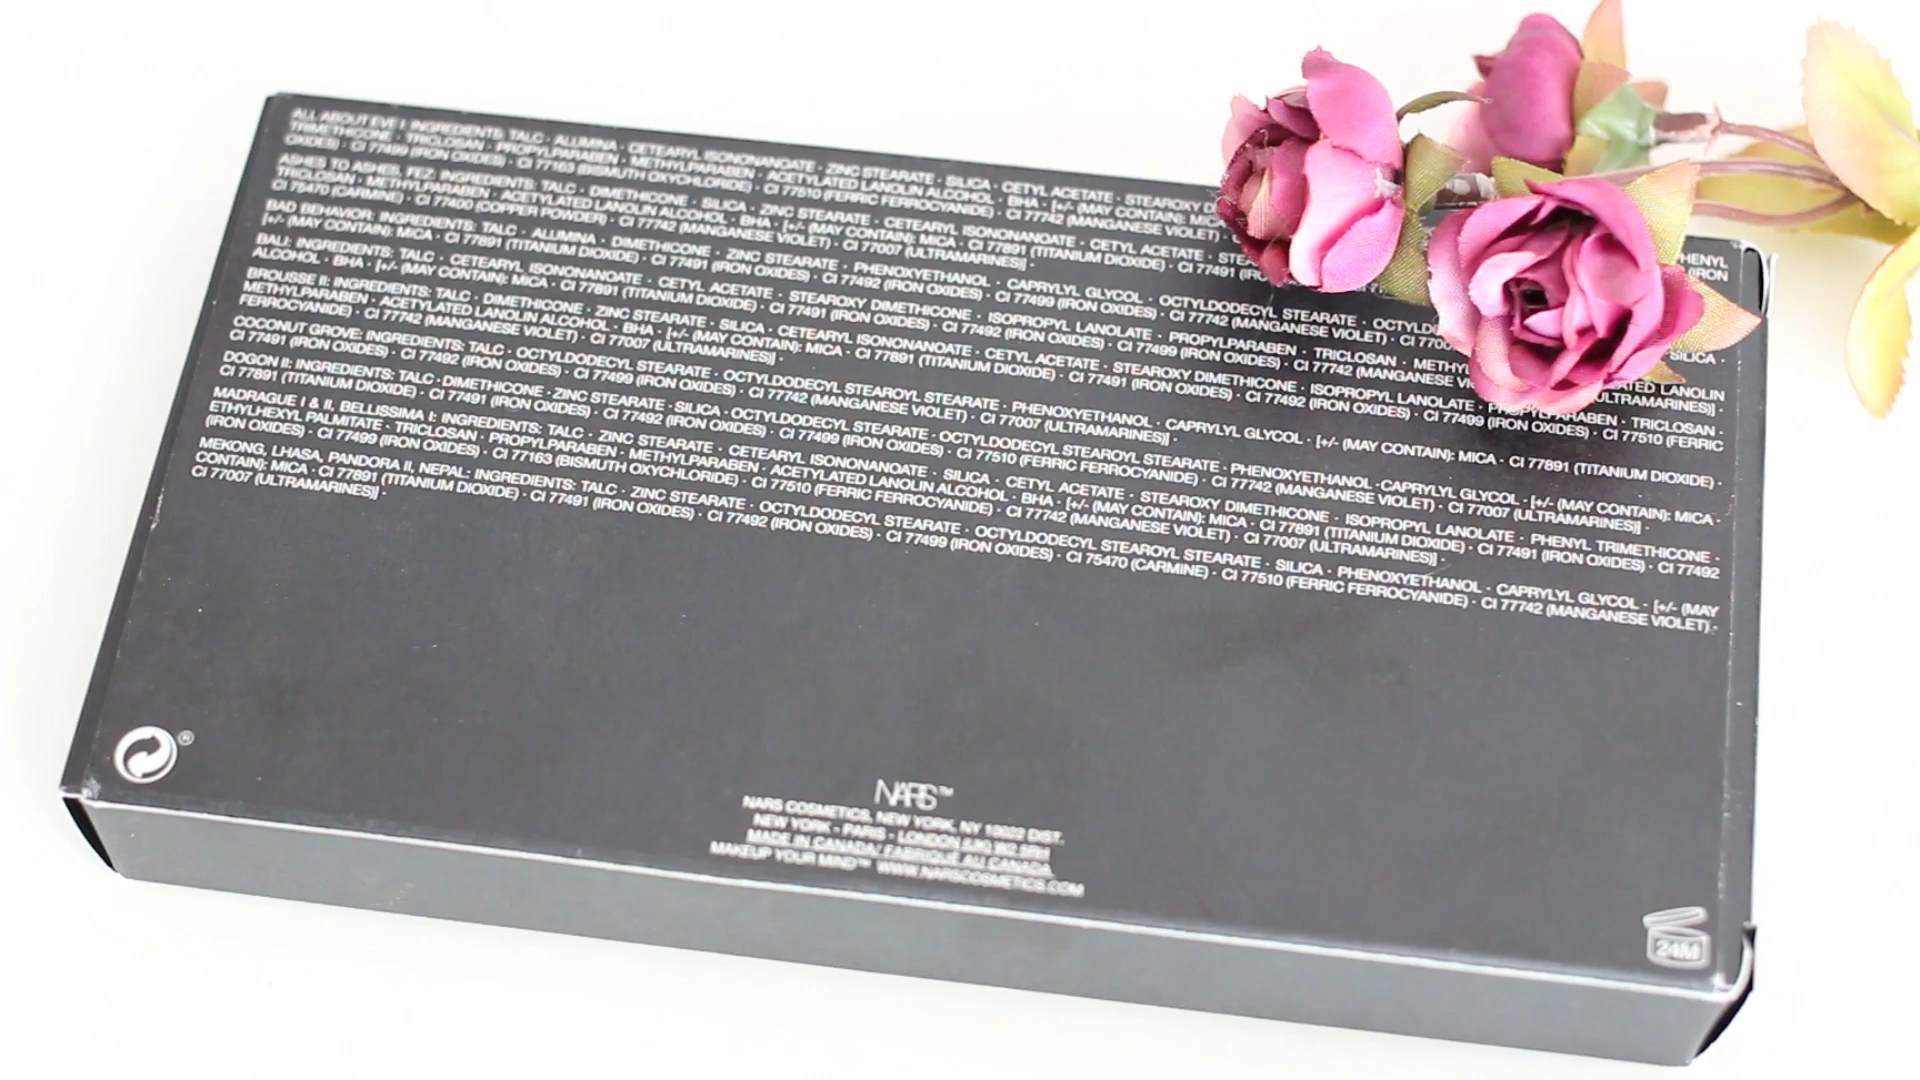 ALL ABOUT EVE I INGREDIENTS: TALC · ALUMINA · CETEARYL ISONONANOATE · ZINC STEARATE · SILICA · CETYL ACETATE · STEAROXY D
PHENYL
TRIMETHICONE · TRICLOSAN · PROPYLPARABEN · METHYLPARABEN · ACETYLATED LANOLIN ALCOHOL · BHA · [+/- (MAY CONTAIN): MIC
(IRON
OXIDES) · CI 77499 (IRON OXIDES) · CI 77163 (BISMUTH OXYCHLORIDE) · CI 77510 (FERRIC FERROCYANIDE) · CI 77742 (MANGANESE VIOLET)
ASHES TO ASHES, FEZ: INGREDIENTS: TALC · DIMETHICONE · SILICA · ZINC STEARATE · CETEARYL ISONONANOATE · CETYL ACETATE · STE
TRICLOSAN · METHYLPARABEN · ACETYLATED LANOLIN ALCOHOL · BHA · [+/- (MAY CONTAIN): MICA · CI 77891 (TITANIUM DIOXIDE) · CI 77491 (IRO
CI 75470 (CARMINE) · CI 77400 (COPPER POWDER) · CI 77742 (MANGANESE VIOLET) · CI 77007 (ULTRAMARINES)] ·
BAD BEHAVIOR: INGREDIENTS: TALC · ALUMINA · DIMETHICONE · ZINC STEARATE · PHENOXYETHANOL · CAPRYLYL GLYCOL · OCTYLDODECYL STEARATE · OCTYLD
SILICA ·
[+/- (MAY CONTAIN): MICA · CI 77891 (TITANIUM DIOXIDE) · CI 77491 (IRON OXIDES) · CI 77492 (IRON OXIDES) · CI 77499 (IRON OXIDES) · CI 77742 (MANGANESE VIOLET) · CI 7700
BALI: INGREDIENTS: TALC · CETEARYL ISONONANOATE · CETYL ACETATE · STEAROXY DIMETHICONE · ISOPROPYL LANOLATE · PROPYLPARABEN · TRICLOSAN · METHYL
ATED LANOLIN
ALCOHOL · BHA · [+/- (MAY CONTAIN): MICA · CI 77891 (TITANIUM DIOXIDE) · CI 77491 (IRON OXIDES) · CI 77492 (IRON OXIDES) · CI 77499 (IRON OXIDES) · CI 77742 (MANGANESE VI
ULTRAMARINES)] ·
BROUSSE II: INGREDIENTS: TALC · DIMETHICONE · ZINC STEARATE · SILICA · CETEARYL ISONONANOATE · CETYL ACETATE · STEAROXY DIMETHICONE · ISOPROPYL LANOLATE · PROPYLPARABEN · TRICLOSAN ·
METHYLPARABEN · ACETYLATED LANOLIN ALCOHOL · BHA · [+/- (MAY CONTAIN): MICA · CI 77891 (TITANIUM DIOXIDE) · CI 77491 (IRON OXIDES) · CI 77492 (IRON OXIDES) · CI 77499 (IRON OXIDES) · CI 77510 (FERRIC
FERROCYANIDE) · CI 77742 (MANGANESE VIOLET) · CI 77007 (ULTRAMARINES)] ·
COCONUT GROVE: INGREDIENTS: TALC · OCTYLDODECYL STEARATE · OCTYLDODECYL STEAROYL STEARATE · PHENOXYETHANOL · CAPRYLYL GLYCOL · [+/- (MAY CONTAIN): MICA · CI 77891 (TITANIUM DIOXIDE) ·
CI 77491 (IRON OXIDES) · CI 77492 (IRON OXIDES) · CI 77499 (IRON OXIDES) · CI 77742 (MANGANESE VIOLET) · CI 77007 (ULTRAMARINES)] ·
DOGON II: INGREDIENTS: TALC · DIMETHICONE · ZINC STEARATE · SILICA · OCTYLDODECYL STEARATE · OCTYLDODECYL STEAROYL STEARATE · PHENOXYETHANOL · CAPRYLYL GLYCOL · [+/- (MAY CONTAIN): MICA ·
CI 77891 (TITANIUM DIOXIDE) · CI 77491 (IRON OXIDES) · CI 77492 (IRON OXIDES) · CI 77499 (IRON OXIDES) · CI 77510 (FERRIC FERROCYANIDE) · CI 77742 (MANGANESE VIOLET) · CI 77007 (ULTRAMARINES)] ·
MADRAGUE I & II, BELLISSIMA I: INGREDIENTS: TALC · ZINC STEARATE · CETEARYL ISONONANOATE · SILICA · CETYL ACETATE · STEAROXY DIMETHICONE · ISOPROPYL LANOLATE · PHENYL TRIMETHICONE ·
ETHYLHEXYL PALMITATE · TRICLOSAN · PROPYLPARABEN · METHYLPARABEN · ACETYLATED LANOLIN ALCOHOL · BHA · [+/- (MAY CONTAIN): MICA · CI 77891 (TITANIUM DIOXIDE) · CI 77491 (IRON OXIDES) · CI 77492
(IRON OXIDES) · CI 77499 (IRON OXIDES) · CI 77163 (BISMUTH OXYCHLORIDE) · CI 77510 (FERRIC FERROCYANIDE) · CI 77742 (MANGANESE VIOLET) · CI 77007 (ULTRAMARINES)] ·
MEKONG, LHASA, PANDORA II, NEPAL: INGREDIENTS: TALC · ZINC STEARATE · OCTYLDODECYL STEARATE · OCTYLDODECYL STEAROYL STEARATE · SILICA · PHENOXYETHANOL · CAPRYLYL GLYCOL · [+/- (MAY
CONTAIN): MICA · CI 77891 (TITANIUM DIOXIDE) · CI 77491 (IRON OXIDES) · CI 77492 (IRON OXIDES) · CI 77499 (IRON OXIDES) · CI 75470 (CARMINE) · CI 77510 (FERRIC FERROCYANIDE) · CI 77742 (MANGANESE VIOLET) ·
CI 77007 (ULTRAMARINES)] ·
®
NARS™
NARS COSMETICS, NEW YORK, NY 10022 DIST.
NEW YORK · PARIS · LONDON (UK) W2 6RH
MADE IN CANADA/ FABRIQUÉ AU CANADA
MAKEUP YOUR MIND™ WWW.NARSCOSMETICS.COM
24M